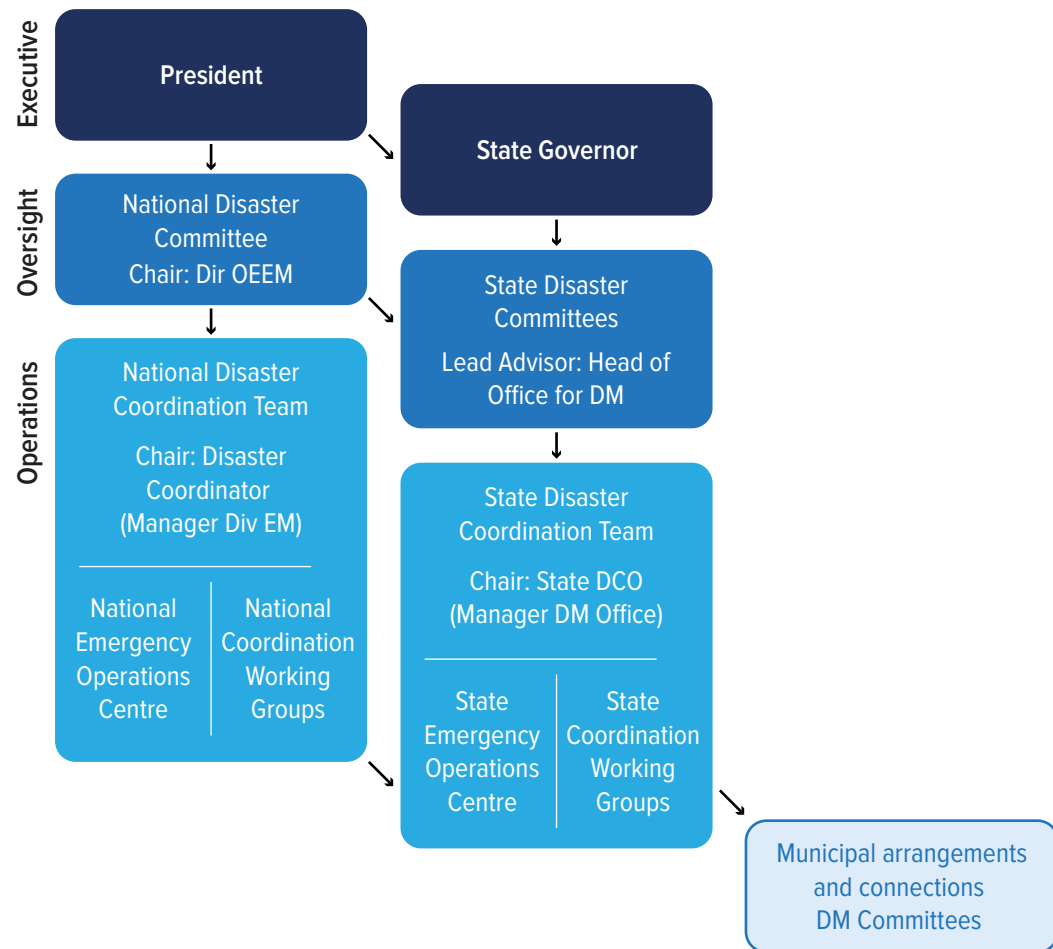 Executive
President
State Governor
Oversight
National Disaster
Committee
Chair: Dir OEEM
State Disaster
Committees
Lead Advisor: Head of
Office for DM
Operations
National Disaster
Coordination Team
Chair: Disaster
Coordinator
(Manager Div EM)
National
Emergency
Operations
Centre
National
Coordination
Working
Groups
State Disaster
Coordination Team
Chair: State DCO
(Manager DM Office)
State
Emergency
Operations
Centre
State
Coordination
Working
Groups
Municipal arrangements
and connections
DM Committees